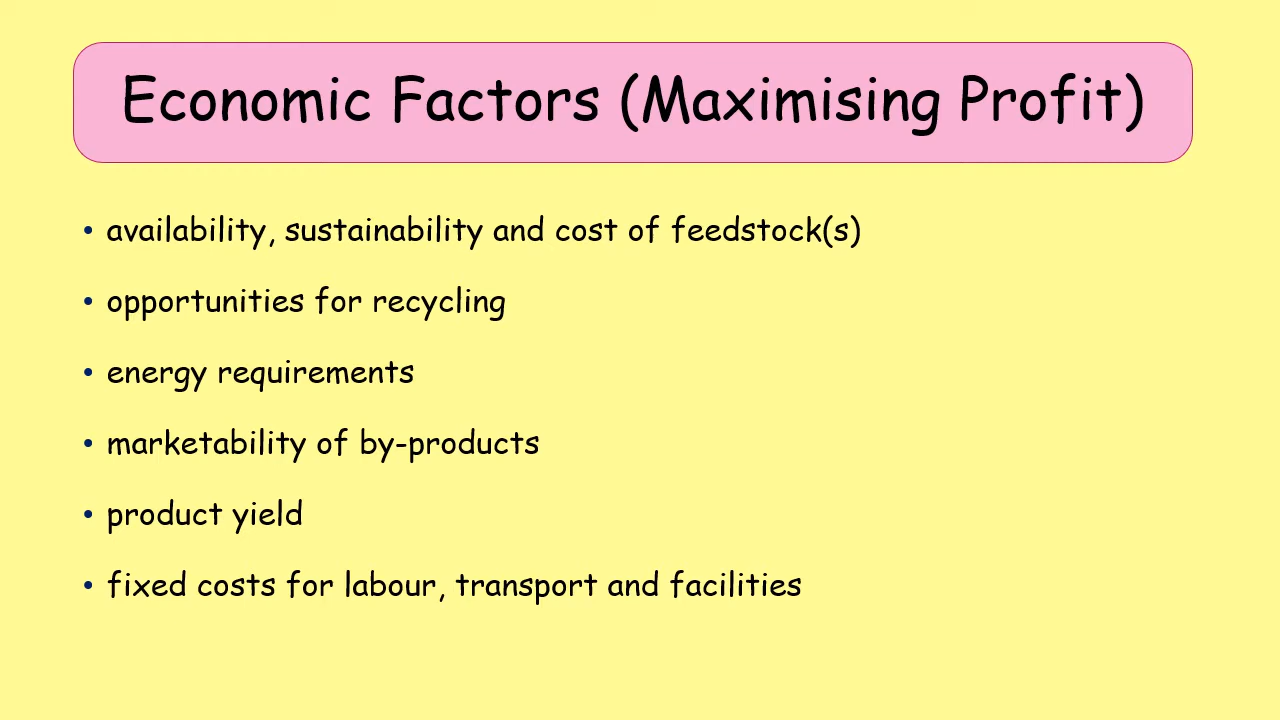 Economic Factors (Maximising Profit)
• availability, sustainability and cost of feedstock(s)
• opportunities for recycling
• energy requirements
• marketability of by-products
• product yield
• fixed costs for labour, transport and facilities